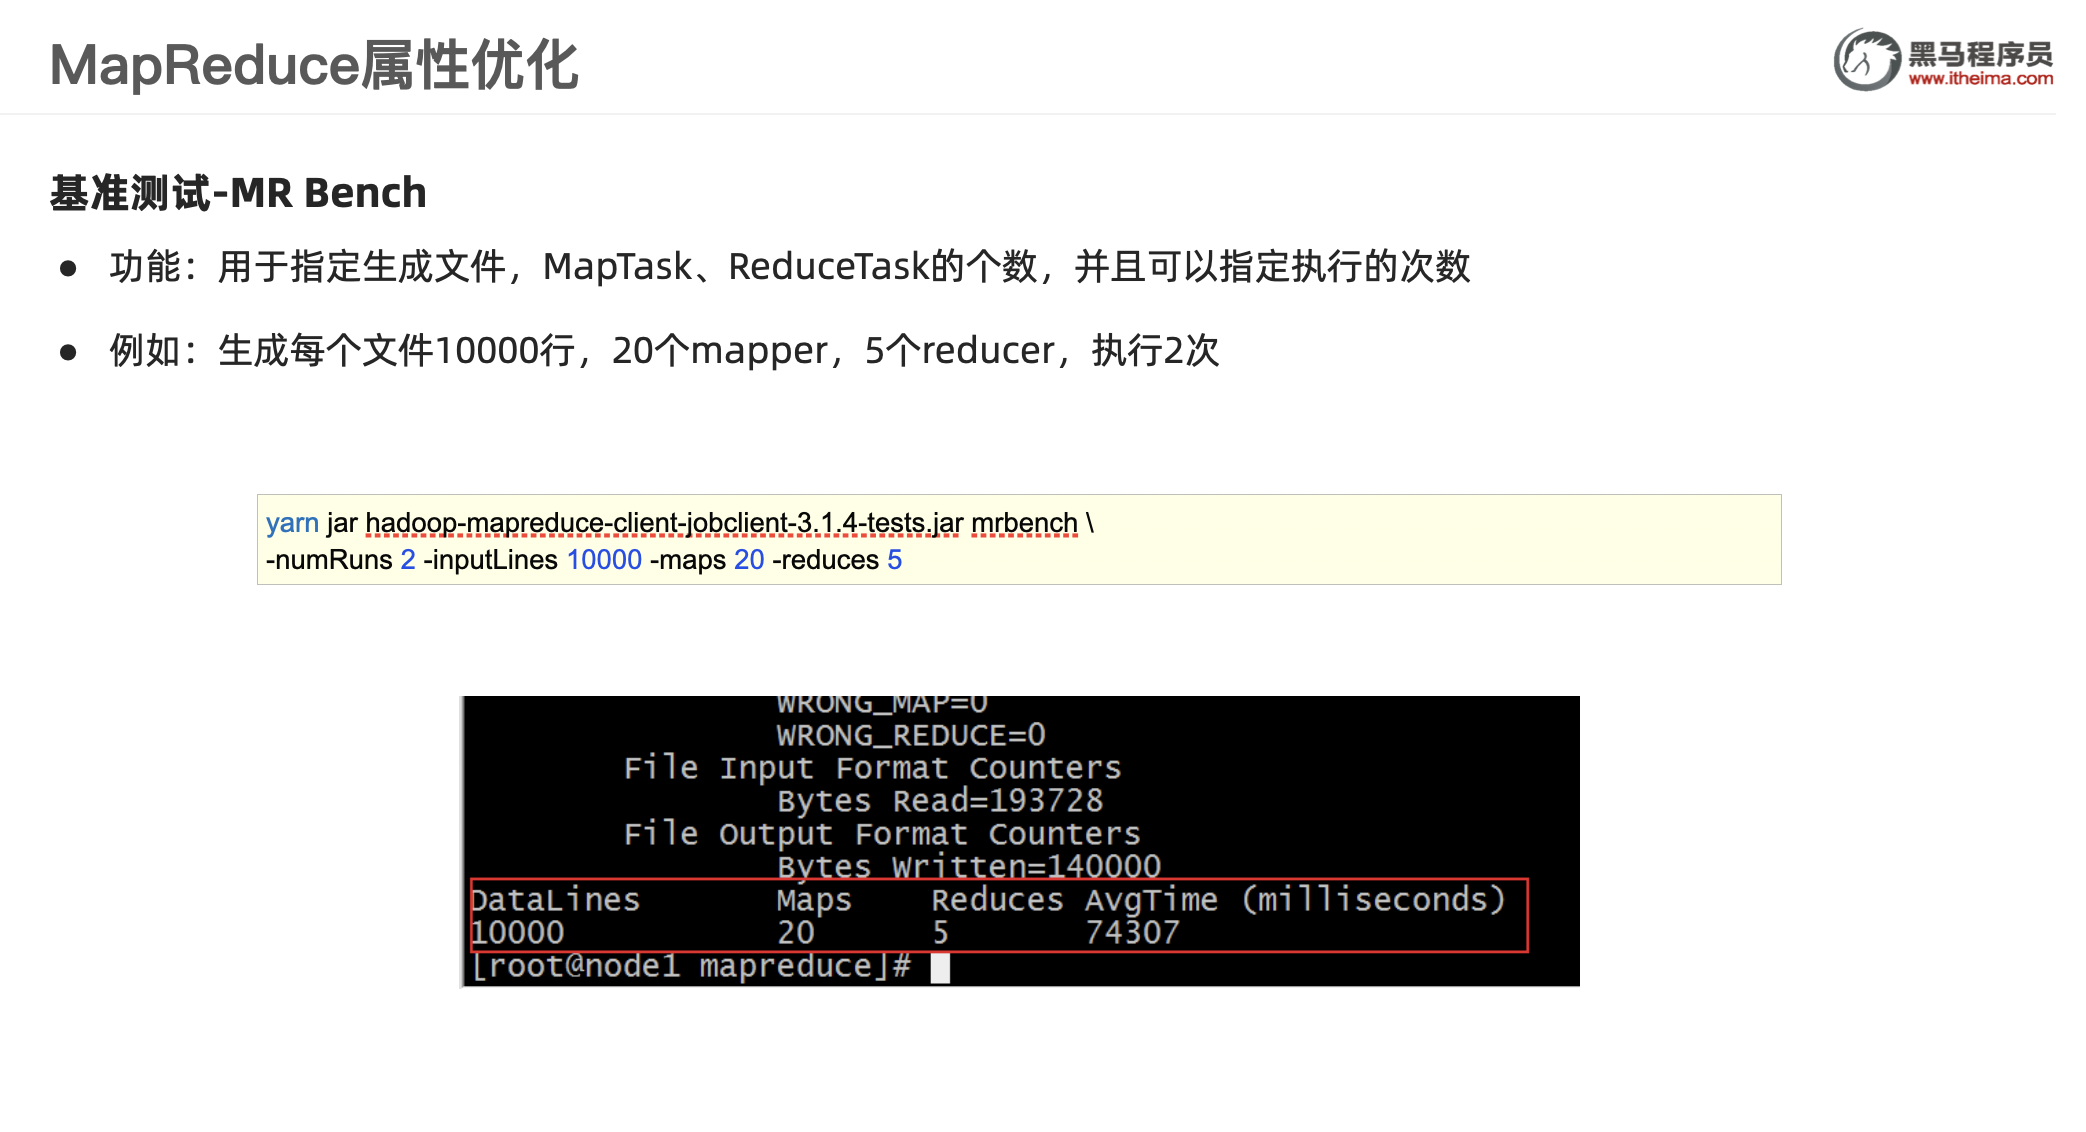 MapReduce属性优化
黑马程序员
www.itheima.com
基准测试-MR Bench
● 功能：用于指定生成文件，MapTask、ReduceTask的个数，并且可以指定执行的次数
● 例如：生成每个文件10000行，20个mapper，5个reducer，执行2次
yarn jar hadoop-mapreduce-client-jobclient-3.1.4-tests.jar mrbench \
-numRuns 2 -inputLines 10000 -maps 20 -reduces 5
WRONG_MAP=0
WRONG_REDUCE=0
File Input Format Counters
Bytes Read=193728
File Output Format Counters
Bytes Written=140000
DataLines Maps Reduces AvgTime (milliseconds)
10000 20 5 74307
[root@node1 mapreduce]#